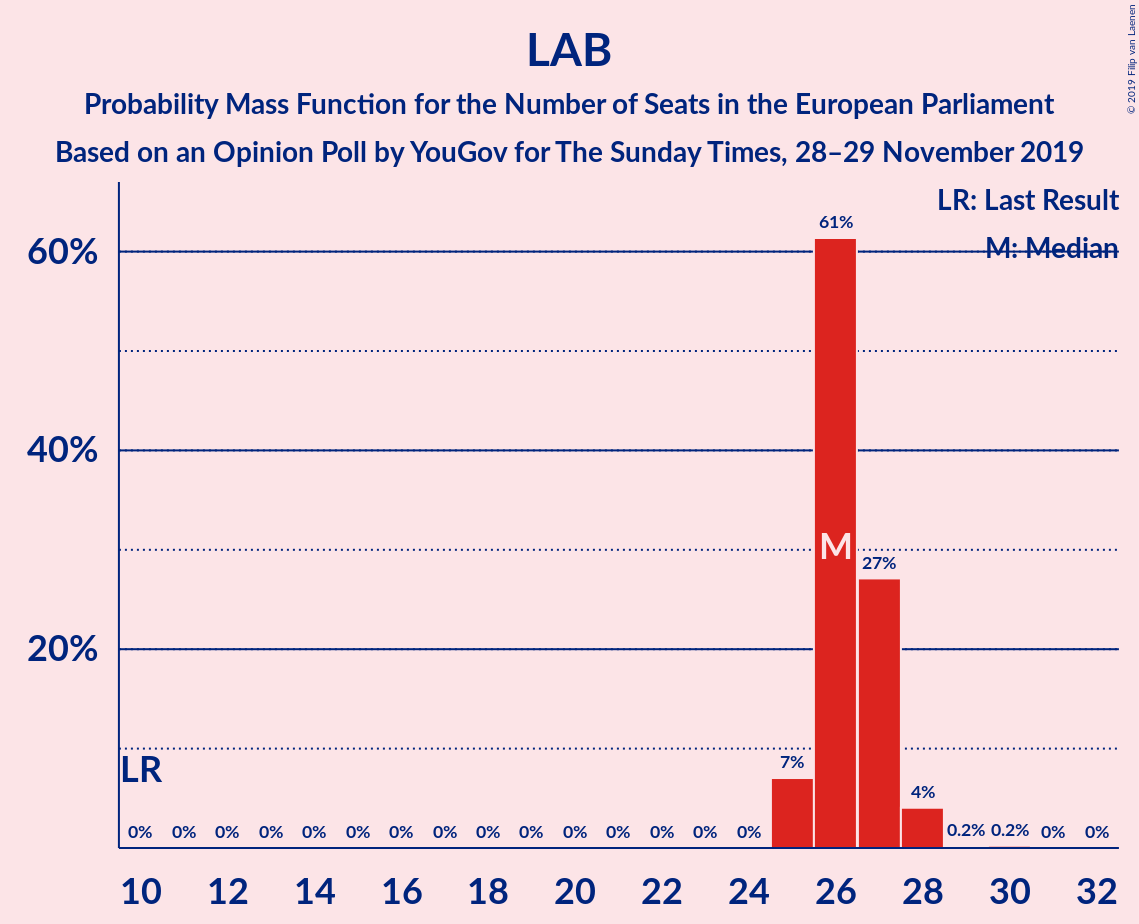 © 2019 Filip van Laenen
LAB
Probability Mass Function for the Number of Seats in the European Parliament
Based on an Opinion Poll by YouGov for The Sunday Times, 28–29 November 2019
LR: Last Result
M: Median
60%
40%
20%
61%
M
27%
LR
7%
4%
0% 0% 0% 0% 0% 0% 0% 0% 0% 0% 0% 0% 0% 0% 0% 0.2% 0.2% 0% 0%
10 12 14 16 18 20 22 24 26 28 30 32